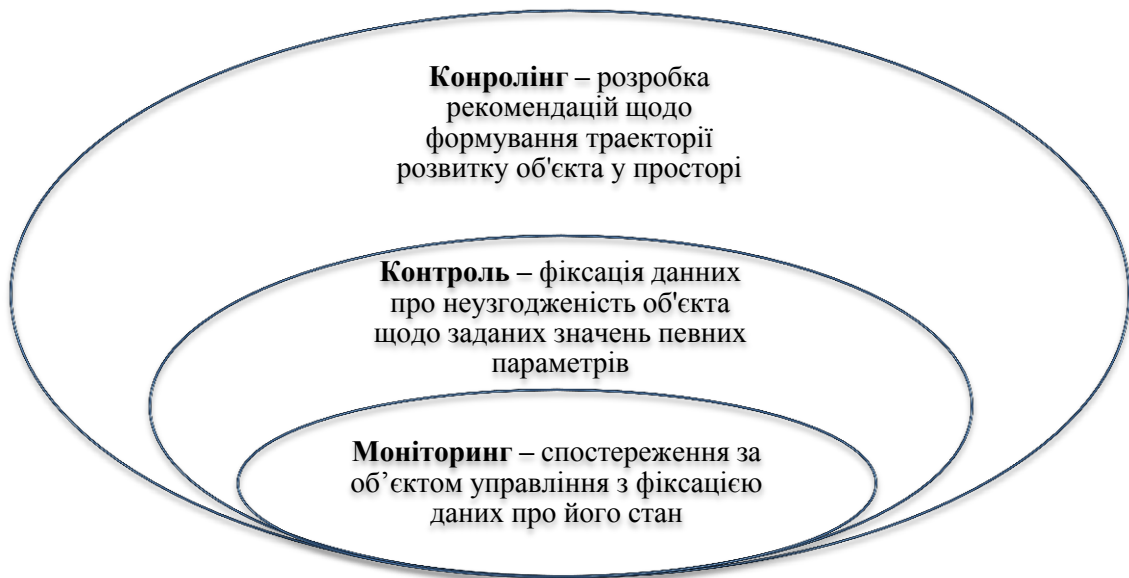 Конролінг – розробка
рекомендацій щодо
формування траекторії
розвитку об'єкта у просторі
Контроль – фіксація данних
про неузгодженість об'єкта
щодо заданих значень певних
параметрів
Моніторинг – спостереження за
об’єктом управління з фіксацією
даних про його стан